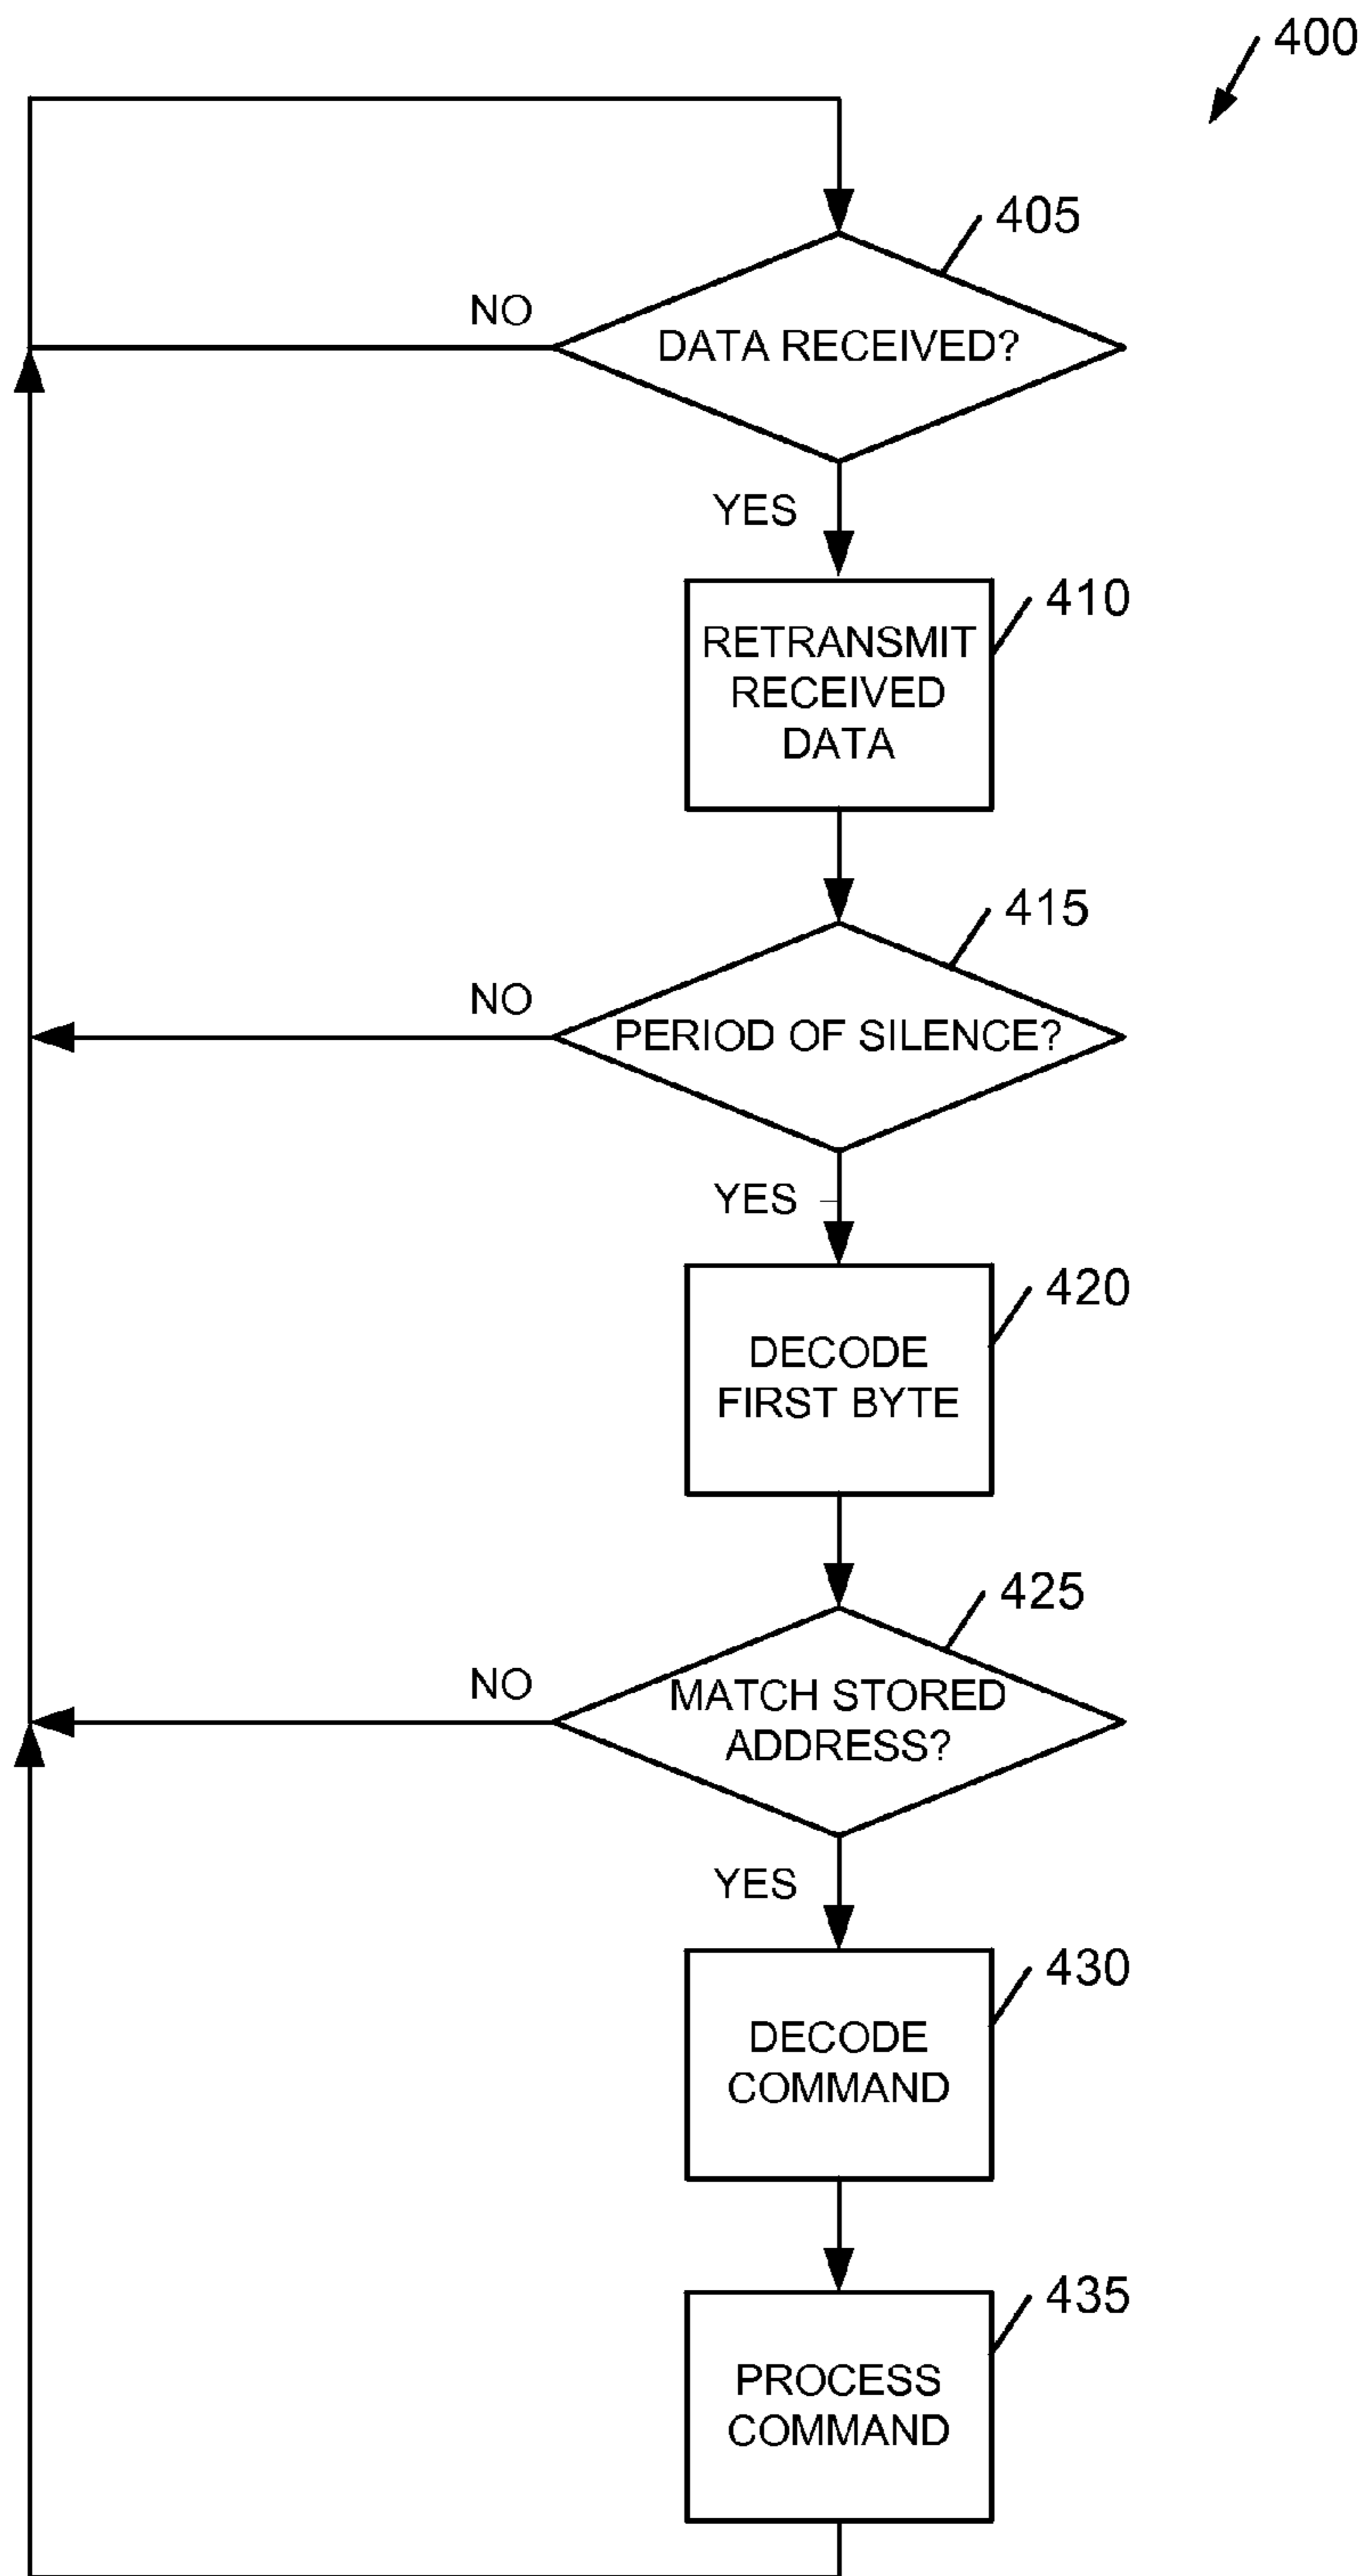 400
405
NO
DATA RECEIVED?
YES
410
RETRANSMIT
RECEIVED
DATA
415
NO
PERIOD OF SILENCE?
YES
420
DECODE
FIRST BYTE
425
NO
MATCH STORED
ADDRESS?
YES
430
DECODE
COMMAND
435
PROCESS
COMMAND